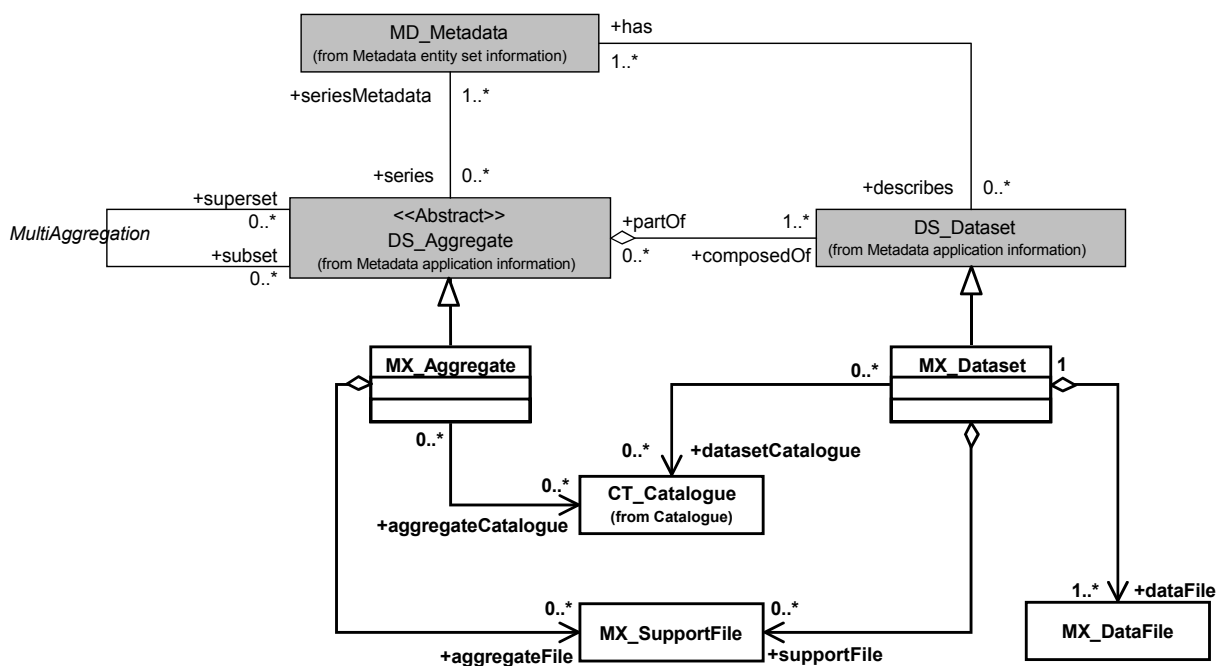 MD_Metadata
(from Metadata entity set information)
+has
1..*
+seriesMetadata
1..*
+series
0..*
+describes
0..*
+superset
0..*
MultiAggregation
+subset
0..*
<<Abstract>>
DS_Aggregate
(from Metadata application information)
+partOf
0..*
1..*
+composedOf
DS_Dataset
(from Metadata application information)
MX_Aggregate
0..*
MX_Dataset
1
0..*
0..*
+datasetCatalogue
0..*
+aggregateCatalogue
CT_Catalogue
(from Catalogue)
0..*
+aggregateFile
MX_SupportFile
0..*
+supportFile
1..*
+dataFile
MX_DataFile